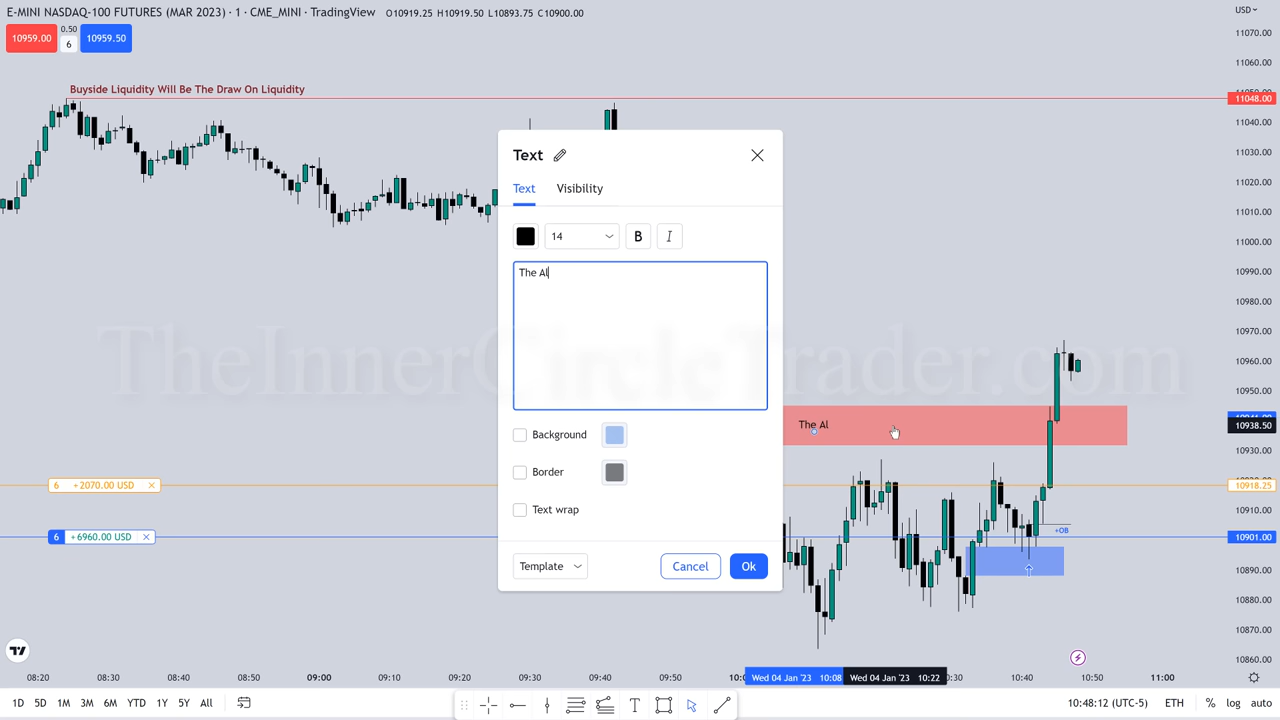 E-MINI NASDAQ-100 FUTURES (MAR 2023) · 1 · CME_MINI · TradingView O10919.25 H10919.50 L10893.75 C10900.00
USD
10959.00 0.50 6 10959.50
Buyside Liquidity Will Be The Draw On Liquidity
11070.00
11060.00
11048.00
11040.00
11030.00
11020.00
11010.00
11000.00
10990.00
10980.00
10970.00
10960.00
10950.00
10938.50
10930.00
10918.25
10910.00
10901.00
10890.00
10880.00
10870.00
10860.00
Text
Text Visibility
14 B I
The Al
Background
Border
Text wrap
Template Cancel Ok
TheInnerCircleTrader.com
The Al
6 +2070.00 USD
+OB
6 +6960.00 USD
08:20 08:30 08:40 08:50 09:00 09:10 09:20 09:30 09:40 Wed 04 Jan '23 10:08 Wed 04 Jan '23 10:22 10:40 10:50 11:00
1D 5D 1M 3M 6M YTD 1Y 5Y All T 10:48:12 (UTC-5) ETH % log auto